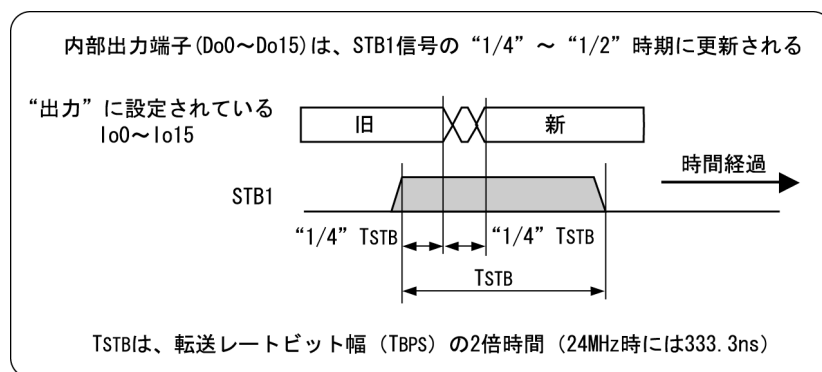 内部出力端子(Do0～Do15)は、STB1信号の“1/4”～“1/2”時期に更新される
“出力”に設定されている
Io0～Io15
旧
新
時間経過
STB1
“1/4” TSTB
“1/4” TSTB
TSTB
TSTBは、転送レートビット幅（TBPS）の2倍時間（24MHz時には333.3ns）